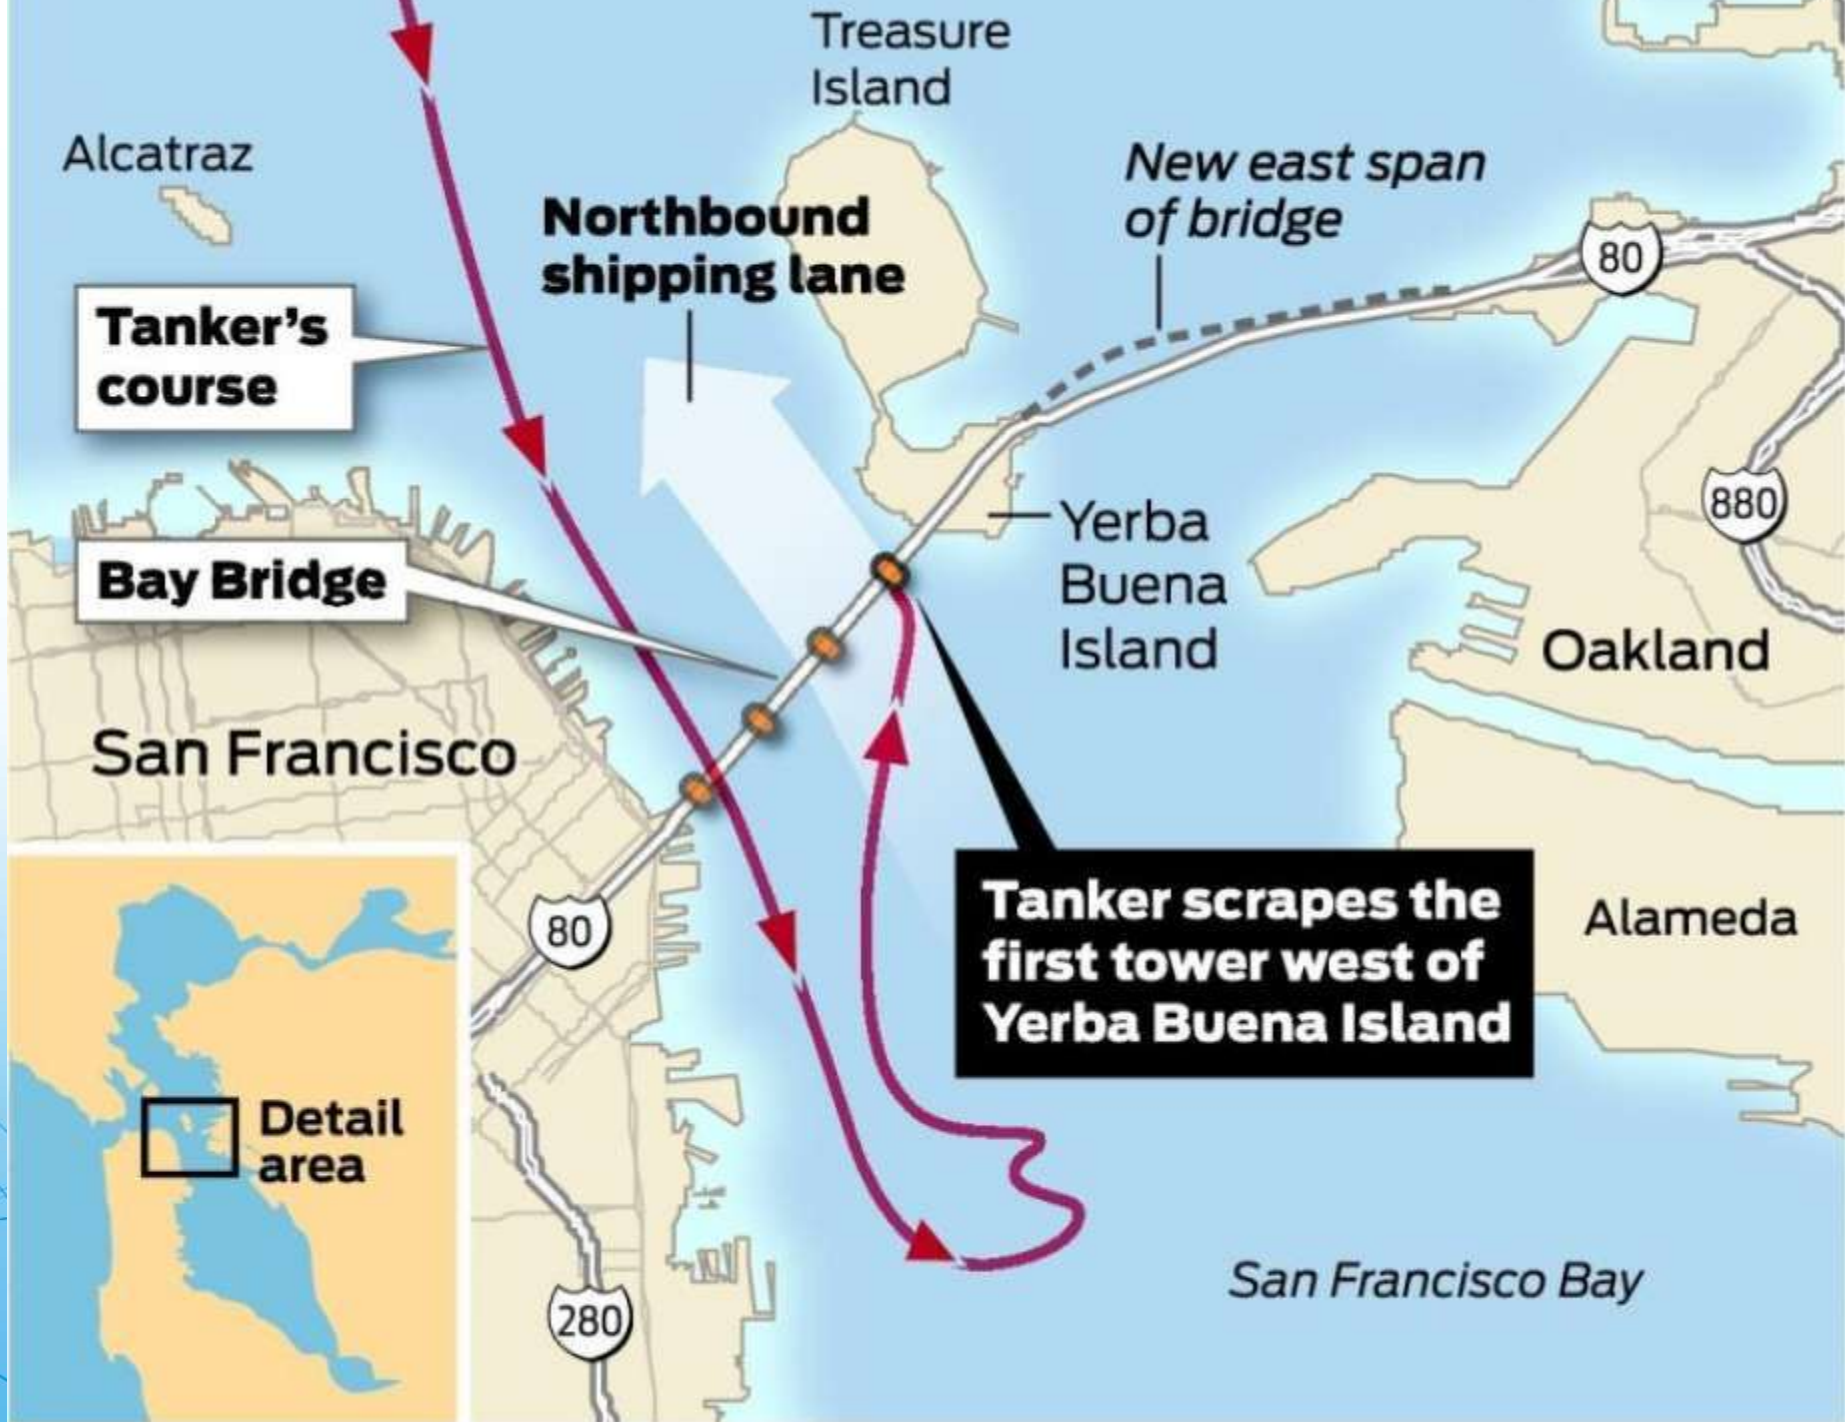 Treasure
Island
Alcatraz
New east span
of bridge
Northbound
shipping lane
80
Tanker's
course
880
Yerba
Buena
Island
Bay Bridge
Oakland
San Francisco
Tanker scrapes the
first tower west of
Yerba Buena Island
80
Alameda
Detail
area
San Francisco Bay
280